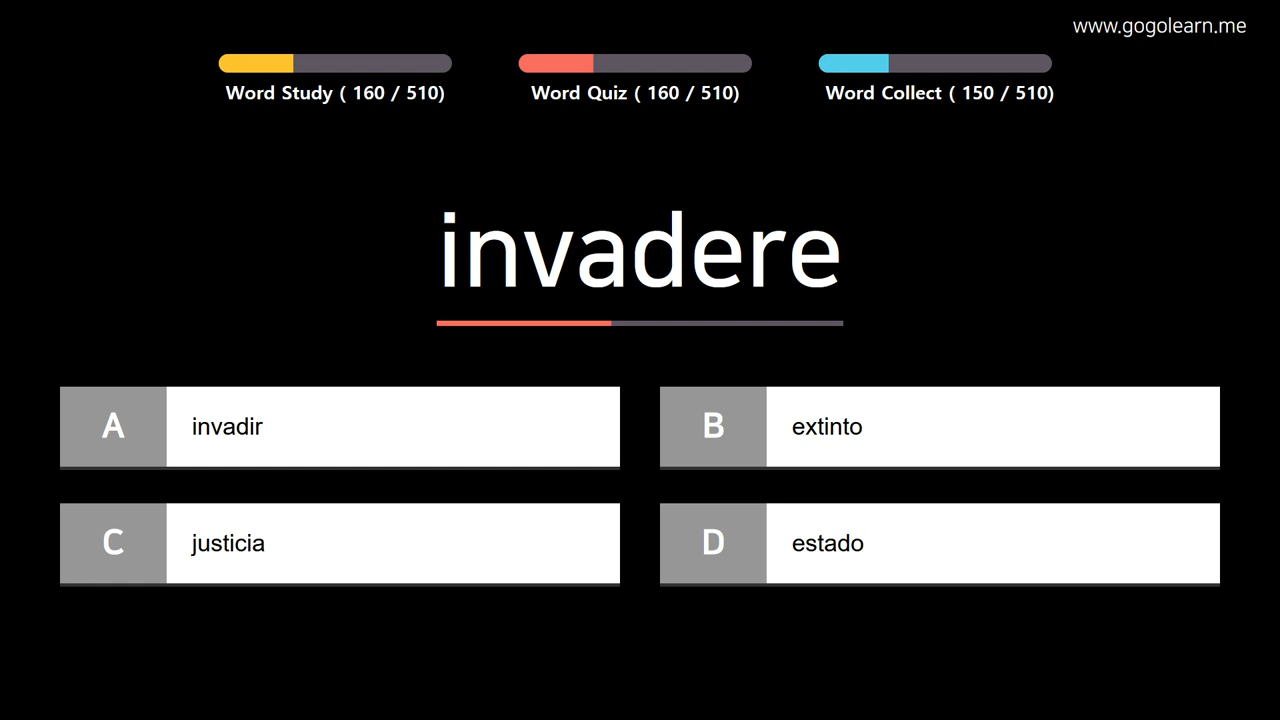 www.gogolearn.me
Word Study ( 160 / 510)
Word Quiz ( 160 / 510)
Word Collect ( 150 / 510)
invadere
A invadir
B extinto
C justicia
D estado